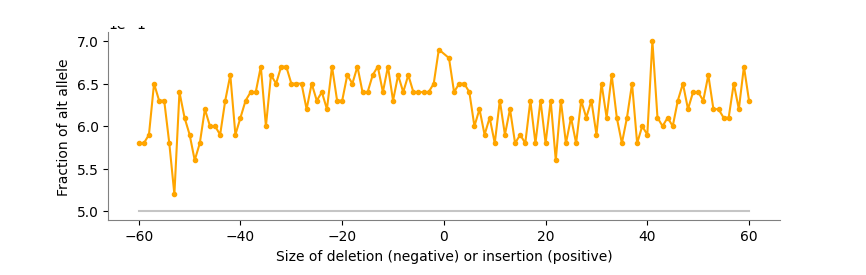 7.0
6.5
6.0
5.5
5.0
Fraction of alt allele
−60 −40 −20 0 20 40 60
Size of deletion (negative) or insertion (positive)